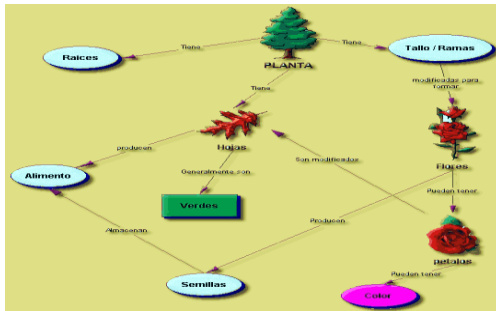 Tiene
Tiene
Tallo / Ramas
Raices
PLANTA
modificadas para
formar
Tiene
Hojas
producen
Son modificadas
Flores
Generalmente son
Alimento
Pueden tener
Verdes
Producen
Almacenan
petalos
Pueden tener
Semillas
Color